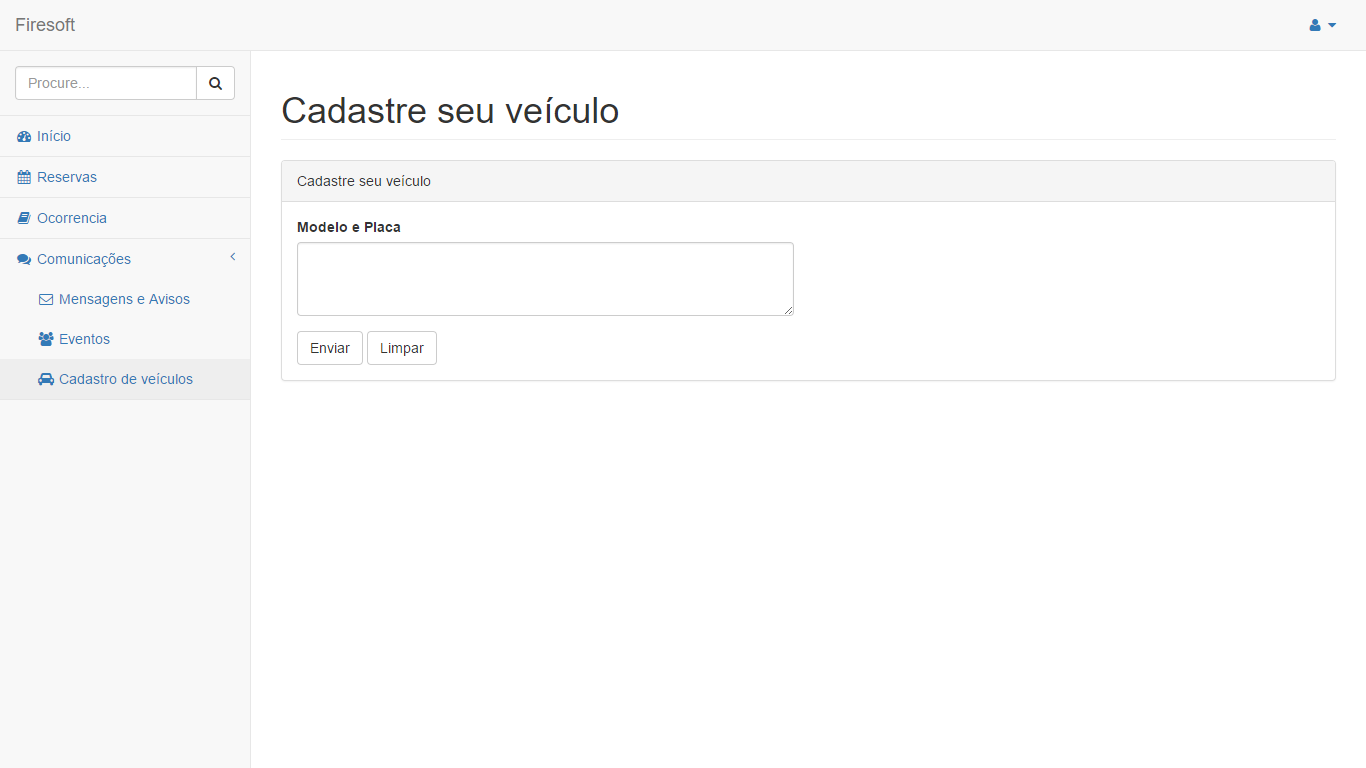 Firesoft
Procure...
Início
Reservas
Ocorrencia
Comunicações
Mensagens e Avisos
Eventos
Cadastro de veículos
Cadastre seu veículo
Cadastre seu veículo
Modelo e Placa
Enviar Limpar